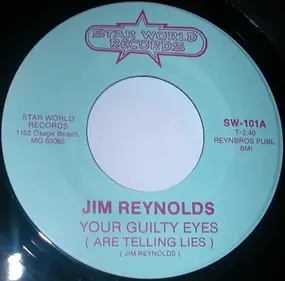 STAR WORLD
RECORDS
STAR WORLD
RECORDS
1152 Osage Beach,
MO 65065
SW-101A
T-2:40
REYNBROS PUBL.
BMI
JIM REYNOLDS
YOUR GUILTY EYES
( ARE TELLING LIES )
( JIM REYNOLDS )